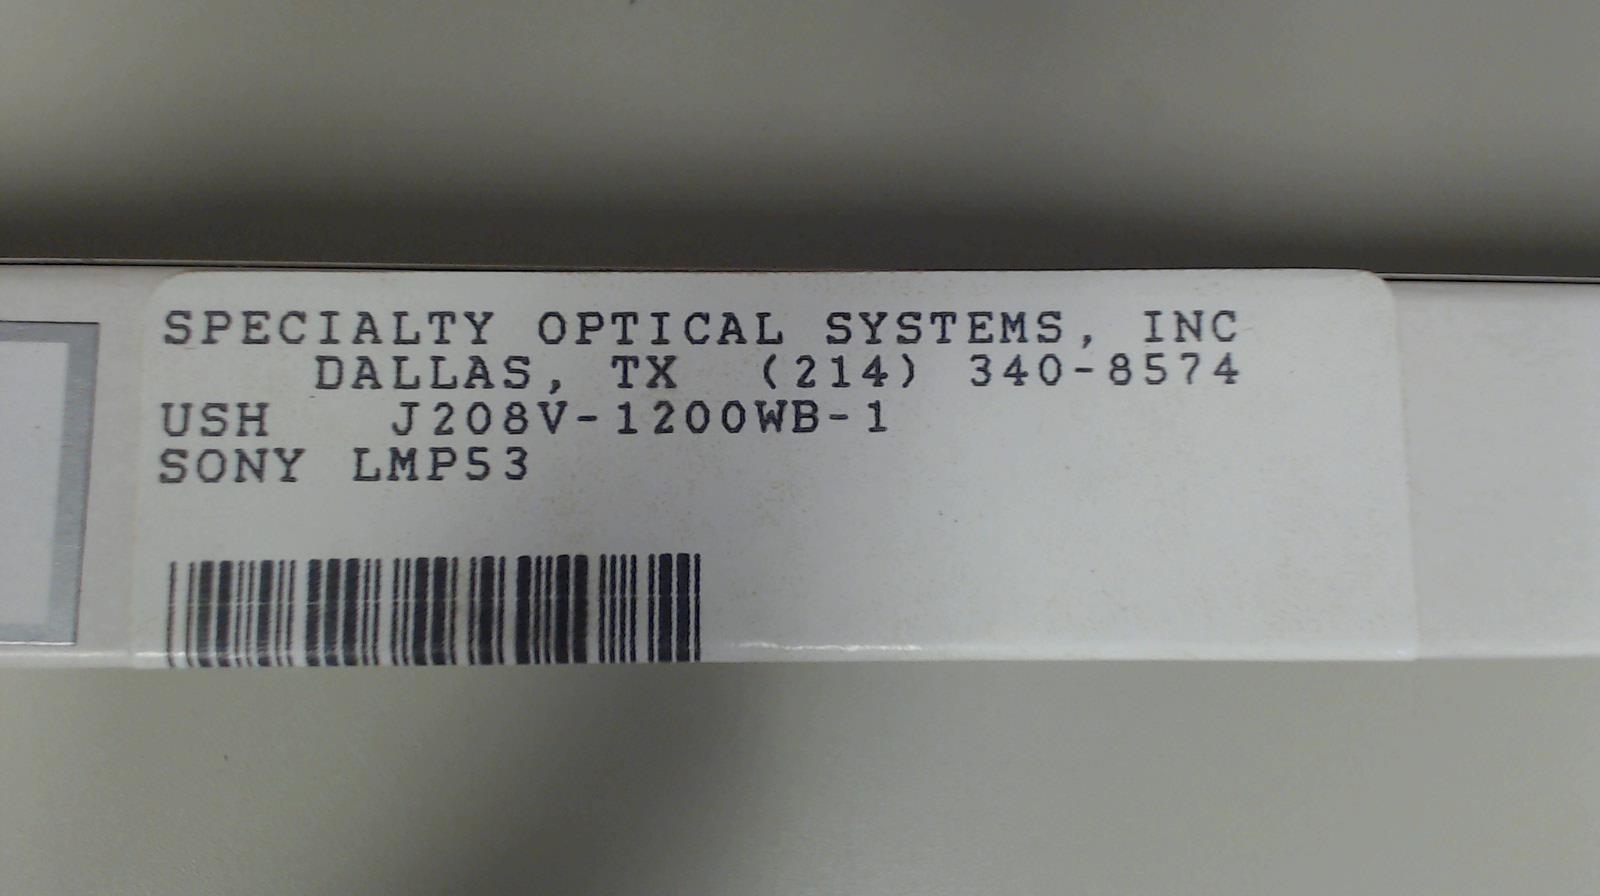 SPECIALTY OPTICAL SYSTEMS, INC
DALLAS, TX (214) 340-8574
USH J208V-1200WB-1
SONY LMP53